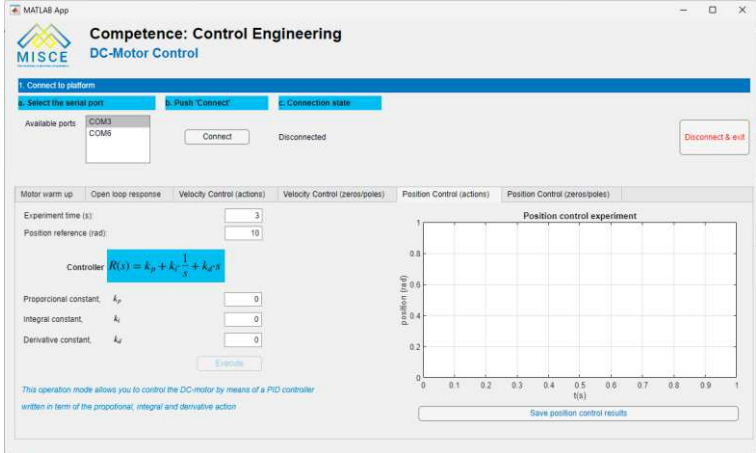 MATLAB App
MISCE
Competence: Control Engineering
DC-Motor Control
1. Connect to platform
a. Select the serial port
b. Push 'Connect'
c. Connection state
Available ports
COM3
COM6
Connect
Disconnected
Disconnect & exit
Motor warm up
Open loop response
Velocity Control (actions)
Velocity Control (zeros/poles)
Position Control (actions)
Position Control (zeros/poles)
Experiment time (s): 3
Position reference (rad): 10
Controller R(s) = k_p + k_i·1/s + k_d·s
Proporcional constant, k_p 0
Integral constant, k_i 0
Derivative constant, k_d 0
Execute
This operation mode allows you to control the DC-motor by means of a PID controller
written in term of the propotional, integral and derivative action
Position control experiment
position (rad)
1
0.8
0.6
0.4
0.2
0
0 0.1 0.2 0.3 0.4 0.5 0.6 0.7 0.8 0.9 1
t(s)
Save position control results